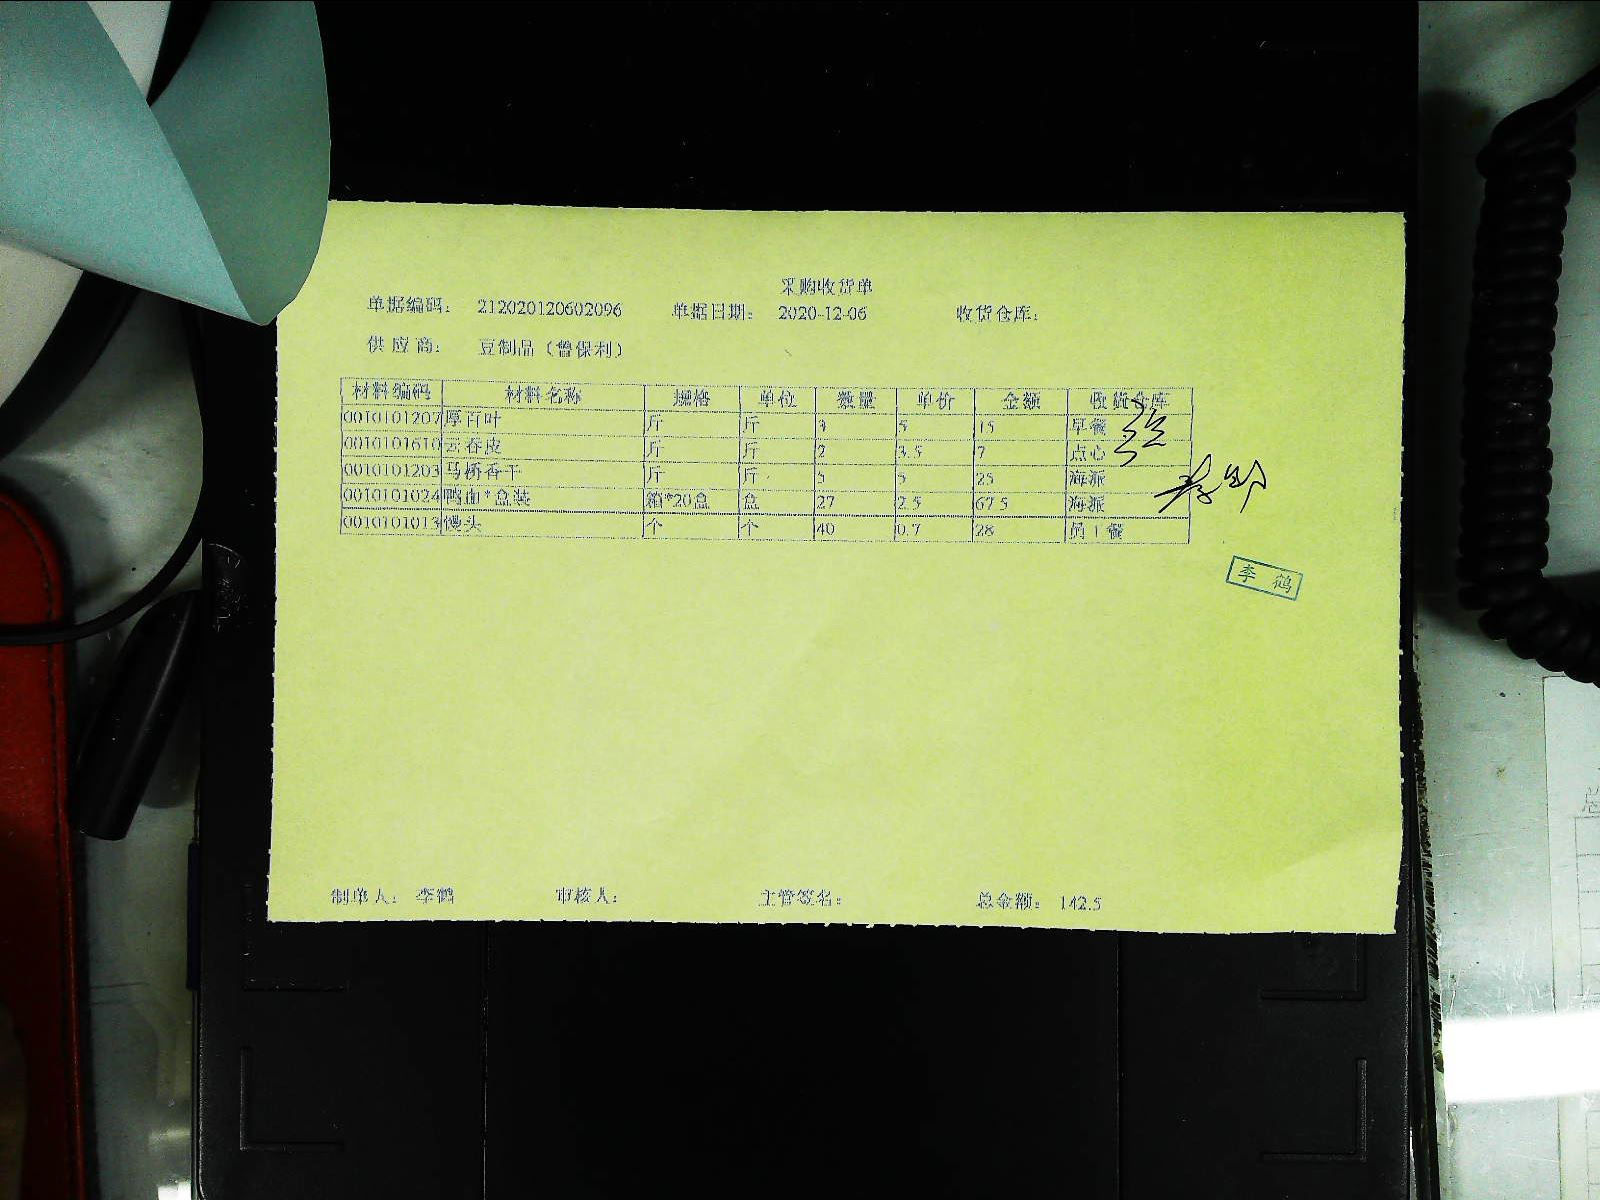 采购收货单
单据编码： 212020120602096 单据日期： 2020-12-06 收货仓库：
供应商： 豆制品（鲁保利）
材料编码 材料名称 规格 单位 数量 单价 金额 收货仓库
0010101207 厚百叶 斤 斤 3 5 15 早餐
0010101610 云吞皮 斤 斤 2 3.5 7 点心
0010101203 马桥香干 斤 斤 5 5 25 海派
0010101024 鸭血*盒装 箱*20盒 盒 27 2.5 67.5 海派
0010101013 馒头 个 个 40 0.7 28 员工餐
李鹤
制单人： 李鹤 审核人： 主管签名： 总金额： 142.5